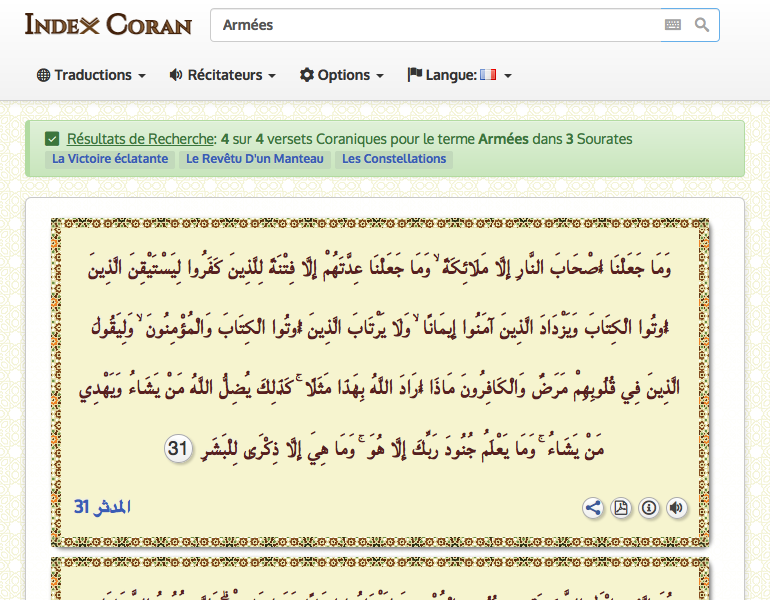 INDEX CORAN
Armées
Traductions
Récitateurs
Options
Langue:
Résultats de Recherche: 4 sur 4 versets Coraniques pour le terme Armées dans 3 Sourates
La Victoire éclatante
Le Revêtu D'un Manteau
Les Constellations
وَمَا جَعَلْنَا أَصْحَابَ النَّارِ إِلَّا مَلَائِكَةً ۙ وَمَا جَعَلْنَا عِدَّتَهُمْ إِلَّا فِتْنَةً لِلَّذِينَ كَفَرُوا لِيَسْتَيْقِنَ الَّذِينَ
أُوتُوا الْكِتَابَ وَيَزْدَادَ الَّذِينَ آمَنُوا إِيمَانًا ۙ وَلَا يَرْتَابَ الَّذِينَ أُوتُوا الْكِتَابَ وَالْمُؤْمِنُونَ ۙ وَلِيَقُولَ
الَّذِينَ فِي قُلُوبِهِمْ مَرَضٌ وَالْكَافِرُونَ مَاذَا أَرَادَ اللَّهُ بِهَٰذَا مَثَلًا ۚ كَذَٰلِكَ يُضِلُّ اللَّهُ مَنْ يَشَاءُ وَيَهْدِي
مَنْ يَشَاءُ ۚ وَمَا يَعْلَمُ جُنُودَ رَبِّكَ إِلَّا هُوَ ۚ وَمَا هِيَ إِلَّا ذِكْرَىٰ لِلْبَشَرِ 31
المدثر 31